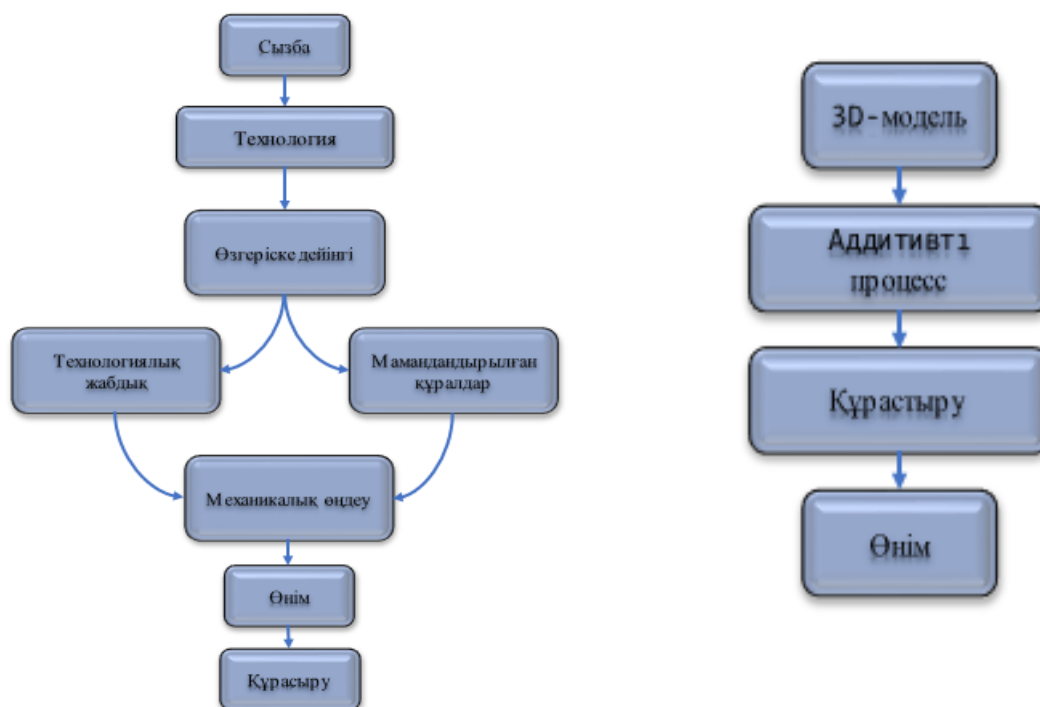 Сызба
Технология
Өзгеріске дейінгі
Технологиялық
жабдық
Мамандандырылған
құралдар
Механикалық өңдеу
Өнім
Құрасыру
3D-модель
Аддитивті
процесс
Құрастыру
Өнім